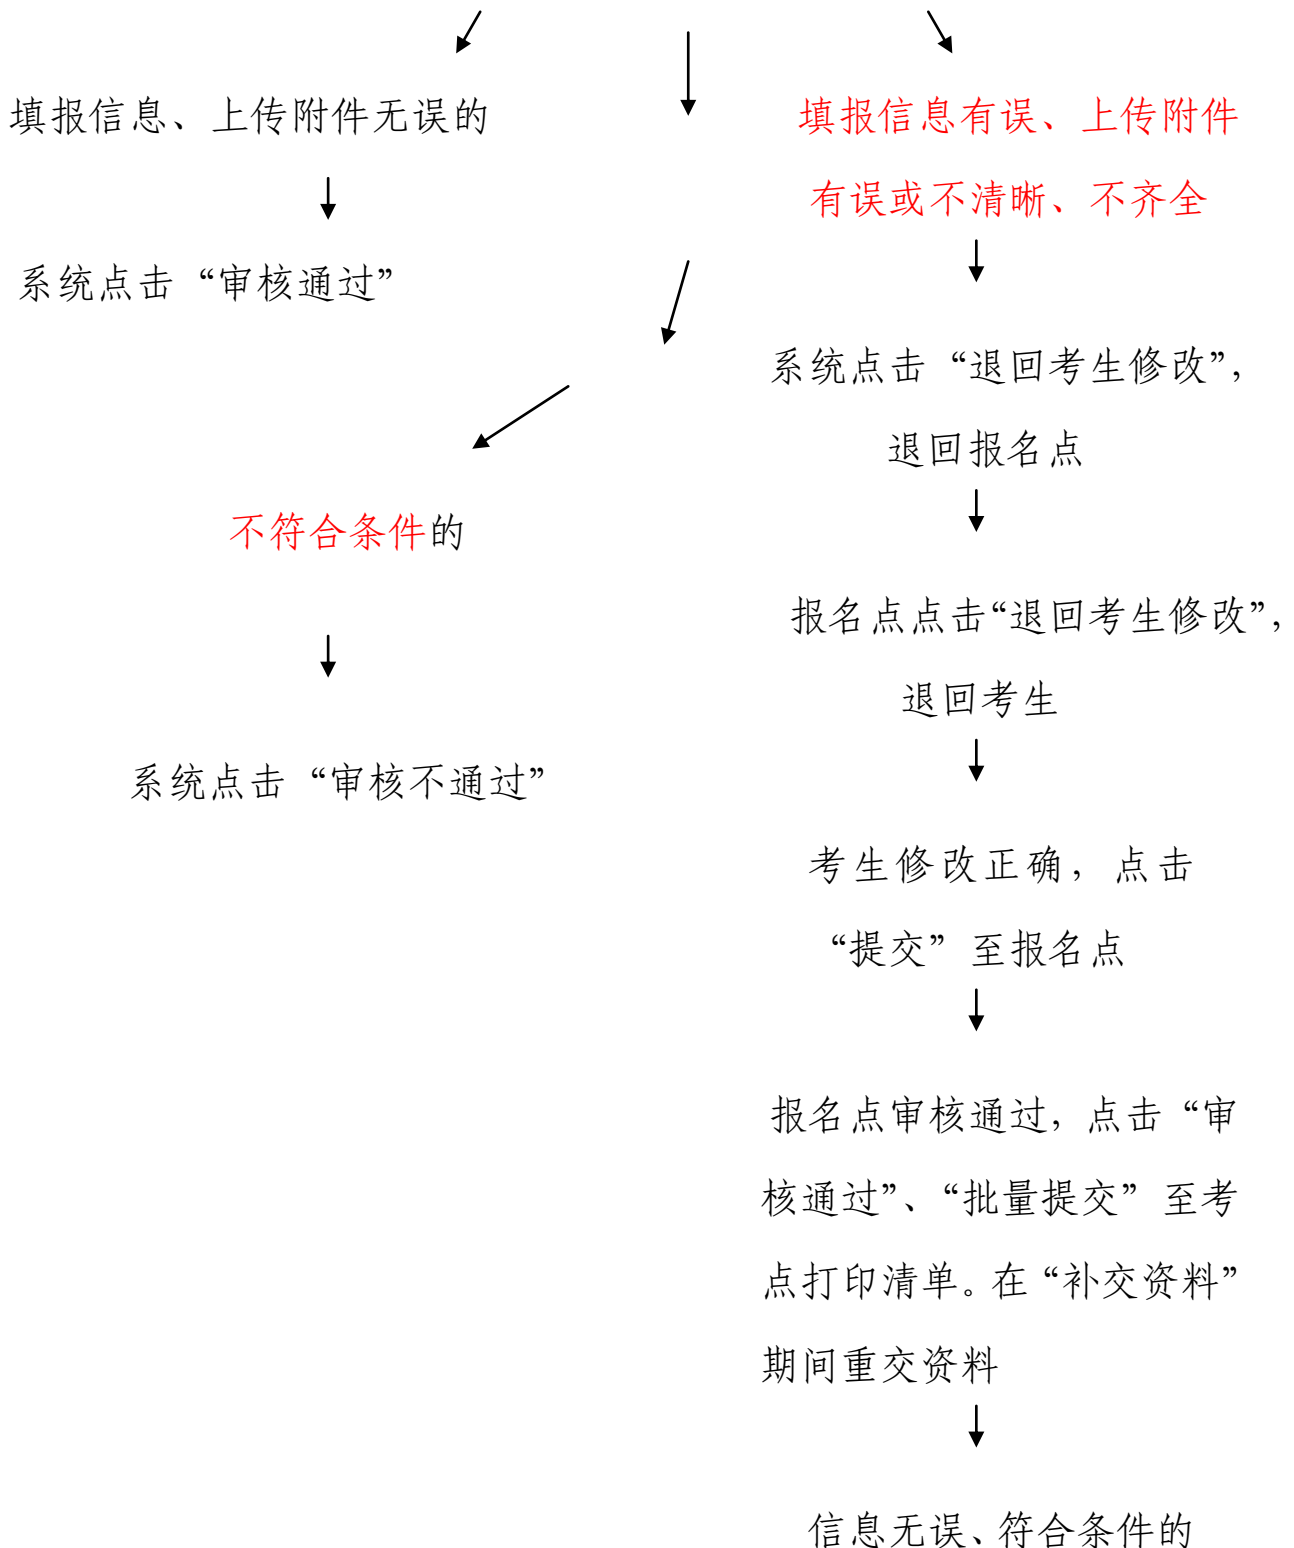 填报信息、上传附件无误的
系统点击“审核通过”
不符合条件的
系统点击“审核不通过”
填报信息有误、上传附件
有误或不清晰、不齐全
系统点击“退回考生修改”，
退回报名点
报名点点击“退回考生修改”，
退回考生
考生修改正确，点击
“提交”至报名点
报名点审核通过，点击“审
核通过”、“批量提交”至考
点打印清单。在“补交资料”
期间重交资料
信息无误、符合条件的